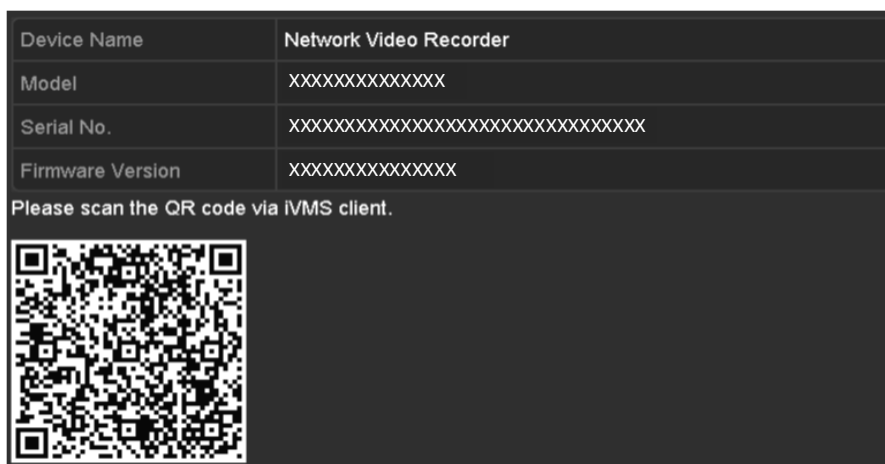 Device Name Network Video Recorder
Model XXXXXXXXXXXXXX
Serial No. XXXXXXXXXXXXXXXXXXXXXXXXXXXXXXXX
Firmware Version XXXXXXXXXXXXXXX
Please scan the QR code via iVMS client.